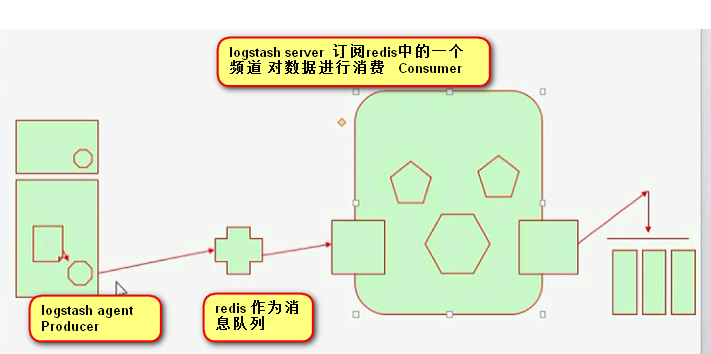 logstash server 订阅redis中的一个
频道 对数据进行消费 Consumer
logstash agent
Producer
redis 作为消
息队列